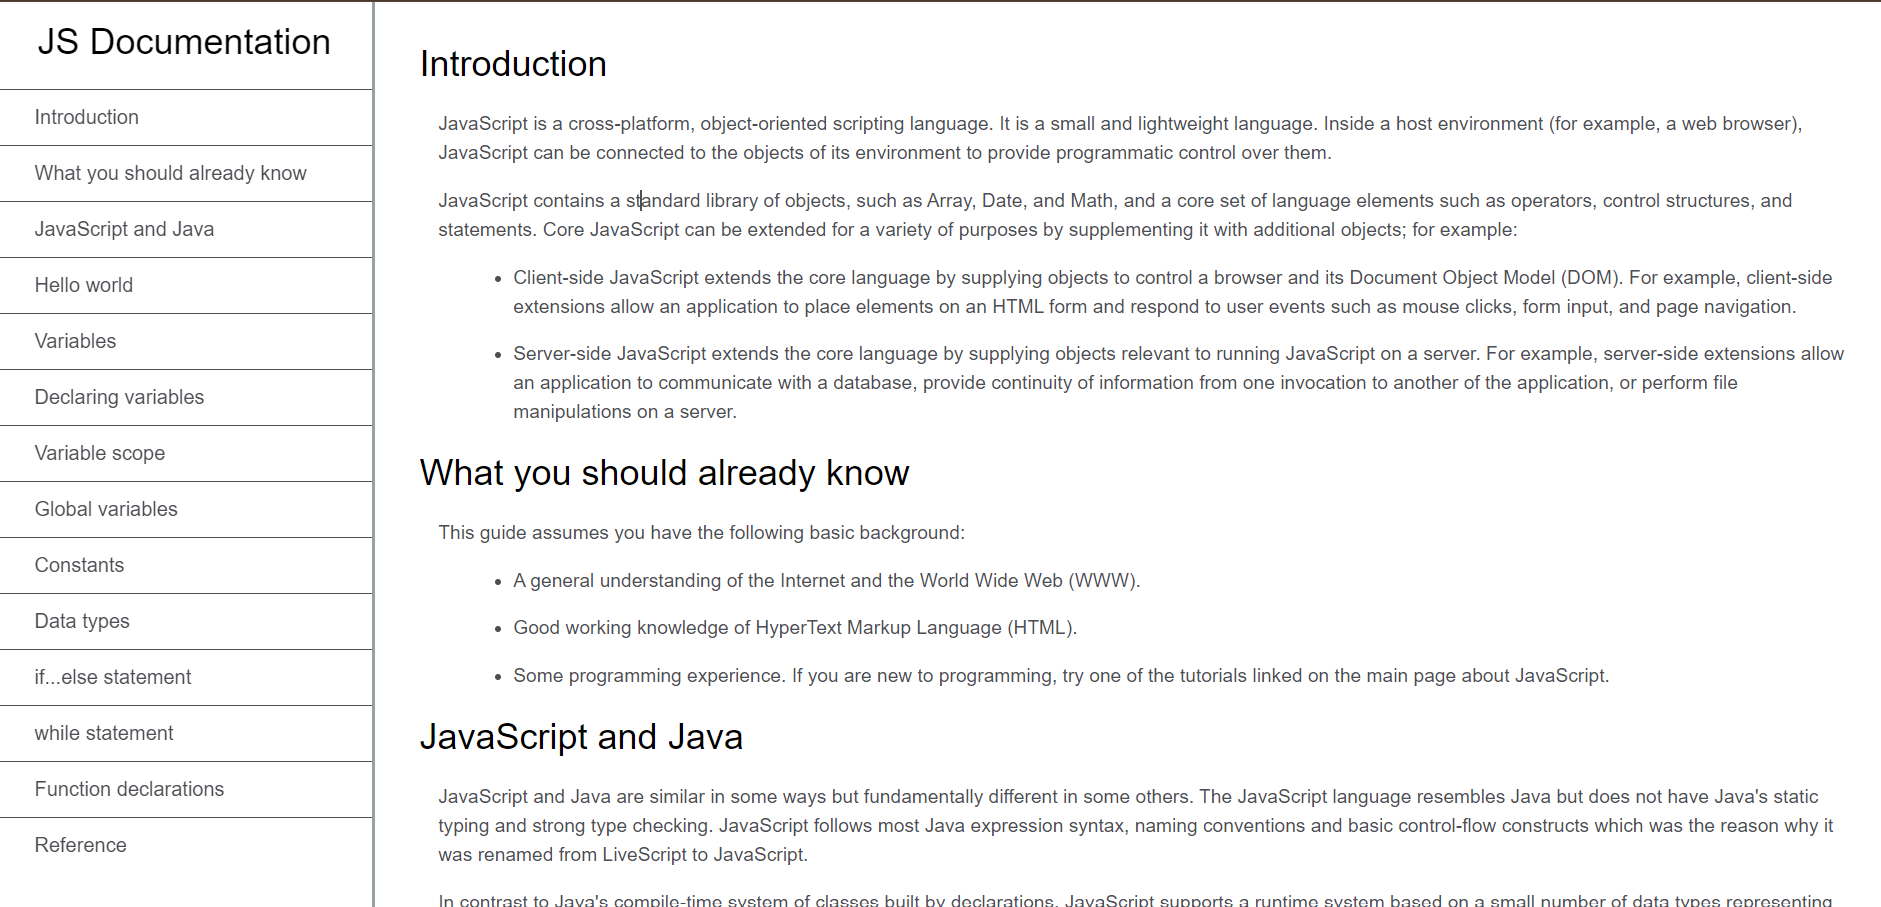 JS Documentation
Introduction
What you should already know
JavaScript and Java
Hello world
Variables
Declaring variables
Variable scope
Global variables
Constants
Data types
if...else statement
while statement
Function declarations
Reference
Introduction
JavaScript is a cross-platform, object-oriented scripting language. It is a small and lightweight language. Inside a host environment (for example, a web browser),
JavaScript can be connected to the objects of its environment to provide programmatic control over them.
JavaScript contains a standard library of objects, such as Array, Date, and Math, and a core set of language elements such as operators, control structures, and
statements. Core JavaScript can be extended for a variety of purposes by supplementing it with additional objects; for example:
• Client-side JavaScript extends the core language by supplying objects to control a browser and its Document Object Model (DOM). For example, client-side
extensions allow an application to place elements on an HTML form and respond to user events such as mouse clicks, form input, and page navigation.
• Server-side JavaScript extends the core language by supplying objects relevant to running JavaScript on a server. For example, server-side extensions allow
an application to communicate with a database, provide continuity of information from one invocation to another of the application, or perform file
manipulations on a server.
What you should already know
This guide assumes you have the following basic background:
• A general understanding of the Internet and the World Wide Web (WWW).
• Good working knowledge of HyperText Markup Language (HTML).
• Some programming experience. If you are new to programming, try one of the tutorials linked on the main page about JavaScript.
JavaScript and Java
JavaScript and Java are similar in some ways but fundamentally different in some others. The JavaScript language resembles Java but does not have Java's static
typing and strong type checking. JavaScript follows most Java expression syntax, naming conventions and basic control-flow constructs which was the reason why it
was renamed from LiveScript to JavaScript.
In contrast to Java's compile-time system of classes built by declarations, JavaScript supports a runtime system based on a small number of data types representing